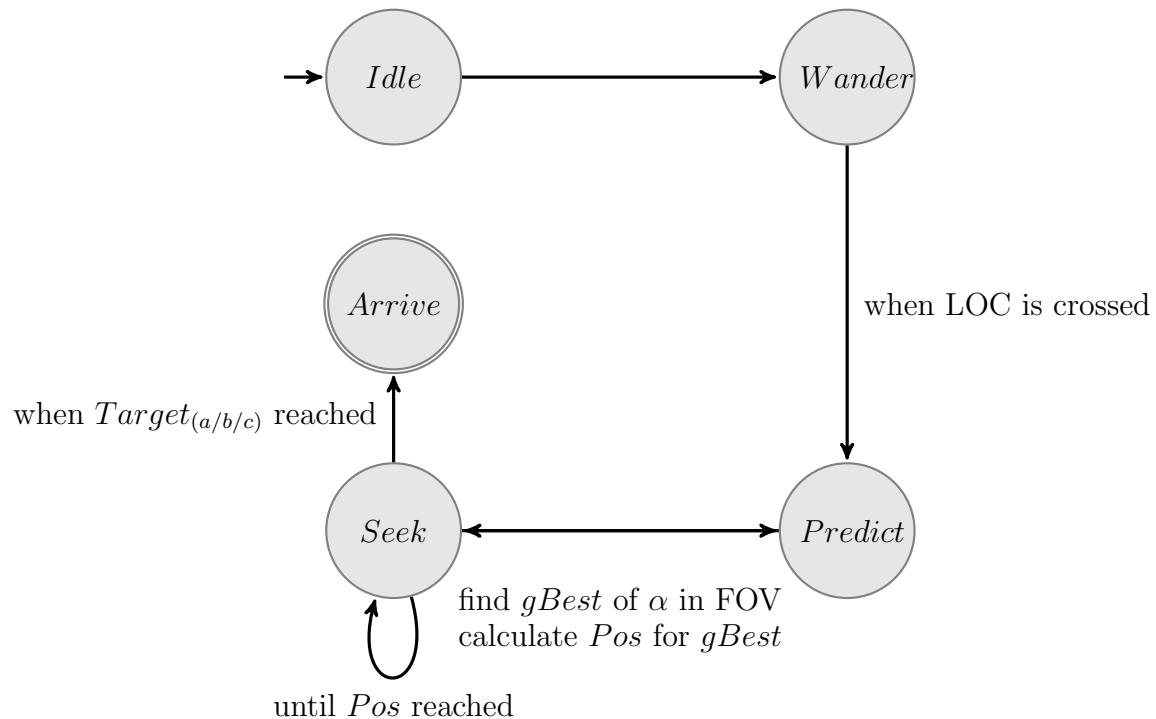 Idle
Wander
Arrive
when LOC is crossed
when Target(a/b/c) reached
Seek
Predict
find gBest of α in FOV
calculate Pos for gBest
until Pos reached